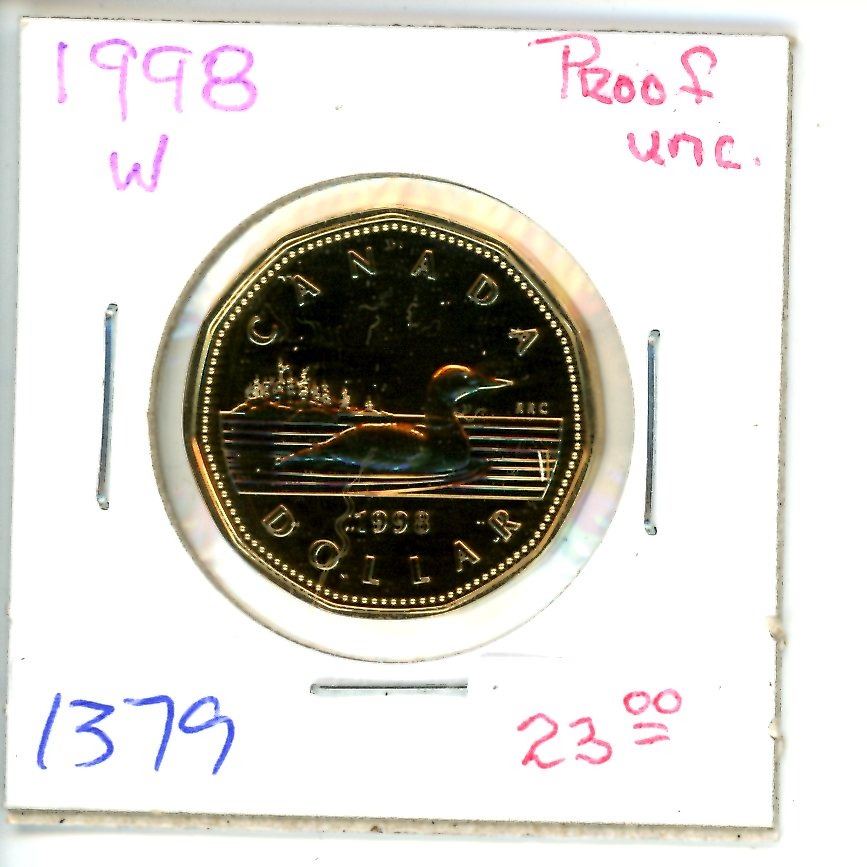 1998
W
Proof
unc.
CANADA
RRC
1998
DOLLAR
1379
23.00